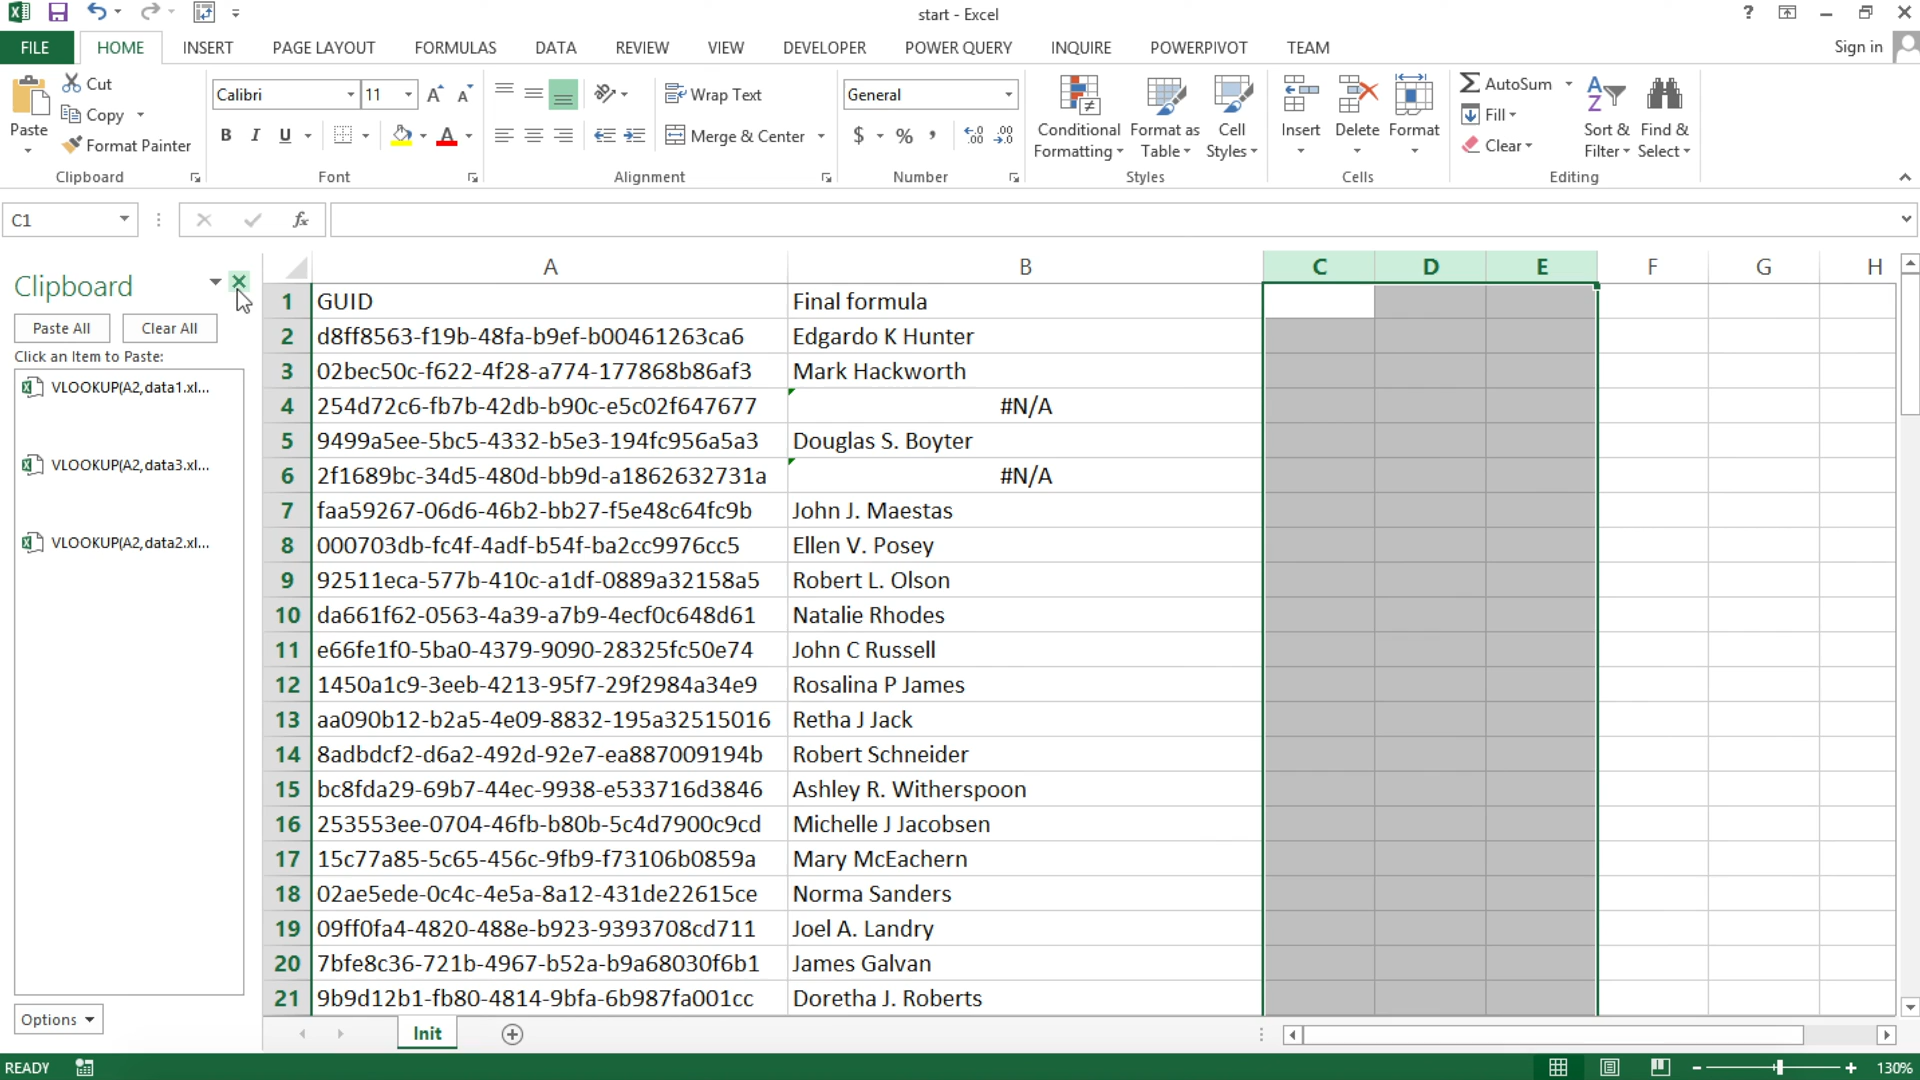 start - Excel
?
FILE HOME INSERT PAGE LAYOUT FORMULAS DATA REVIEW VIEW DEVELOPER POWER QUERY INQUIRE POWERPIVOT TEAM Sign in
Paste
Cut
Copy
Format Painter
Clipboard
Calibri 11
B I U
Font
Wrap Text
Merge & Center
Alignment
General
$ % ,
Number
Conditional Formatting
Format as Table
Cell Styles
Styles
Insert Delete Format
Cells
AutoSum
Fill
Clear
Sort & Filter
Find & Select
Editing
C1
fx
Clipboard
Paste All Clear All
Click an Item to Paste:
VLOOKUP(A2,data1.xl...
VLOOKUP(A2,data3.xl...
VLOOKUP(A2,data2.xl...
Options
A B C D E F G H
1 GUID Final formula
2 d8ff8563-f19b-48fa-b9ef-b00461263ca6 Edgardo K Hunter
3 02bec50c-f622-4f28-a774-177868b86af3 Mark Hackworth
4 254d72c6-fb7b-42db-b90c-e5c02f647677 #N/A
5 9499a5ee-5bc5-4332-b5e3-194fc956a5a3 Douglas S. Boyter
6 2f1689bc-34d5-480d-bb9d-a1862632731a #N/A
7 faa59267-06d6-46b2-bb27-f5e48c64fc9b John J. Maestas
8 000703db-fc4f-4adf-b54f-ba2cc9976cc5 Ellen V. Posey
9 92511eca-577b-410c-a1df-0889a32158a5 Robert L. Olson
10 da661f62-0563-4a39-a7b9-4ecf0c648d61 Natalie Rhodes
11 e66fe1f0-5ba0-4379-9090-28325fc50e74 John C Russell
12 1450a1c9-3eeb-4213-95f7-29f2984a34e9 Rosalina P James
13 aa090b12-b2a5-4e09-8832-195a32515016 Retha J Jack
14 8adbdcf2-d6a2-492d-92e7-ea887009194b Robert Schneider
15 bc8fda29-69b7-44ec-9938-e533716d3846 Ashley R. Witherspoon
16 253553ee-0704-46fb-b80b-5c4d7900c9cd Michelle J Jacobsen
17 15c77a85-5c65-456c-9fb9-f73106b0859a Mary McEachern
18 02ae5ede-0c4c-4e5a-8a12-431de22615ce Norma Sanders
19 09ff0fa4-4820-488e-b923-9393708cd711 Joel A. Landry
20 7bfe8c36-721b-4967-b52a-b9a68030f6b1 James Galvan
21 9b9d12b1-fb80-4814-9bfa-6b987fa001cc Doretha J. Roberts
Init
READY 130%